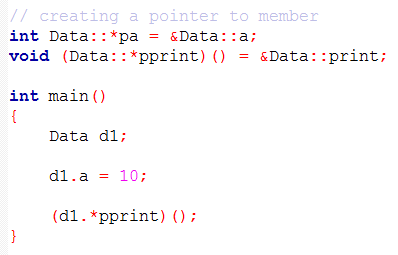 // creating a pointer to member
int Data::*pa = &Data::a;
void (Data::*pprint)() = &Data::print;
int main()
{
Data d1;
d1.a = 10;
(d1.*pprint)();
}